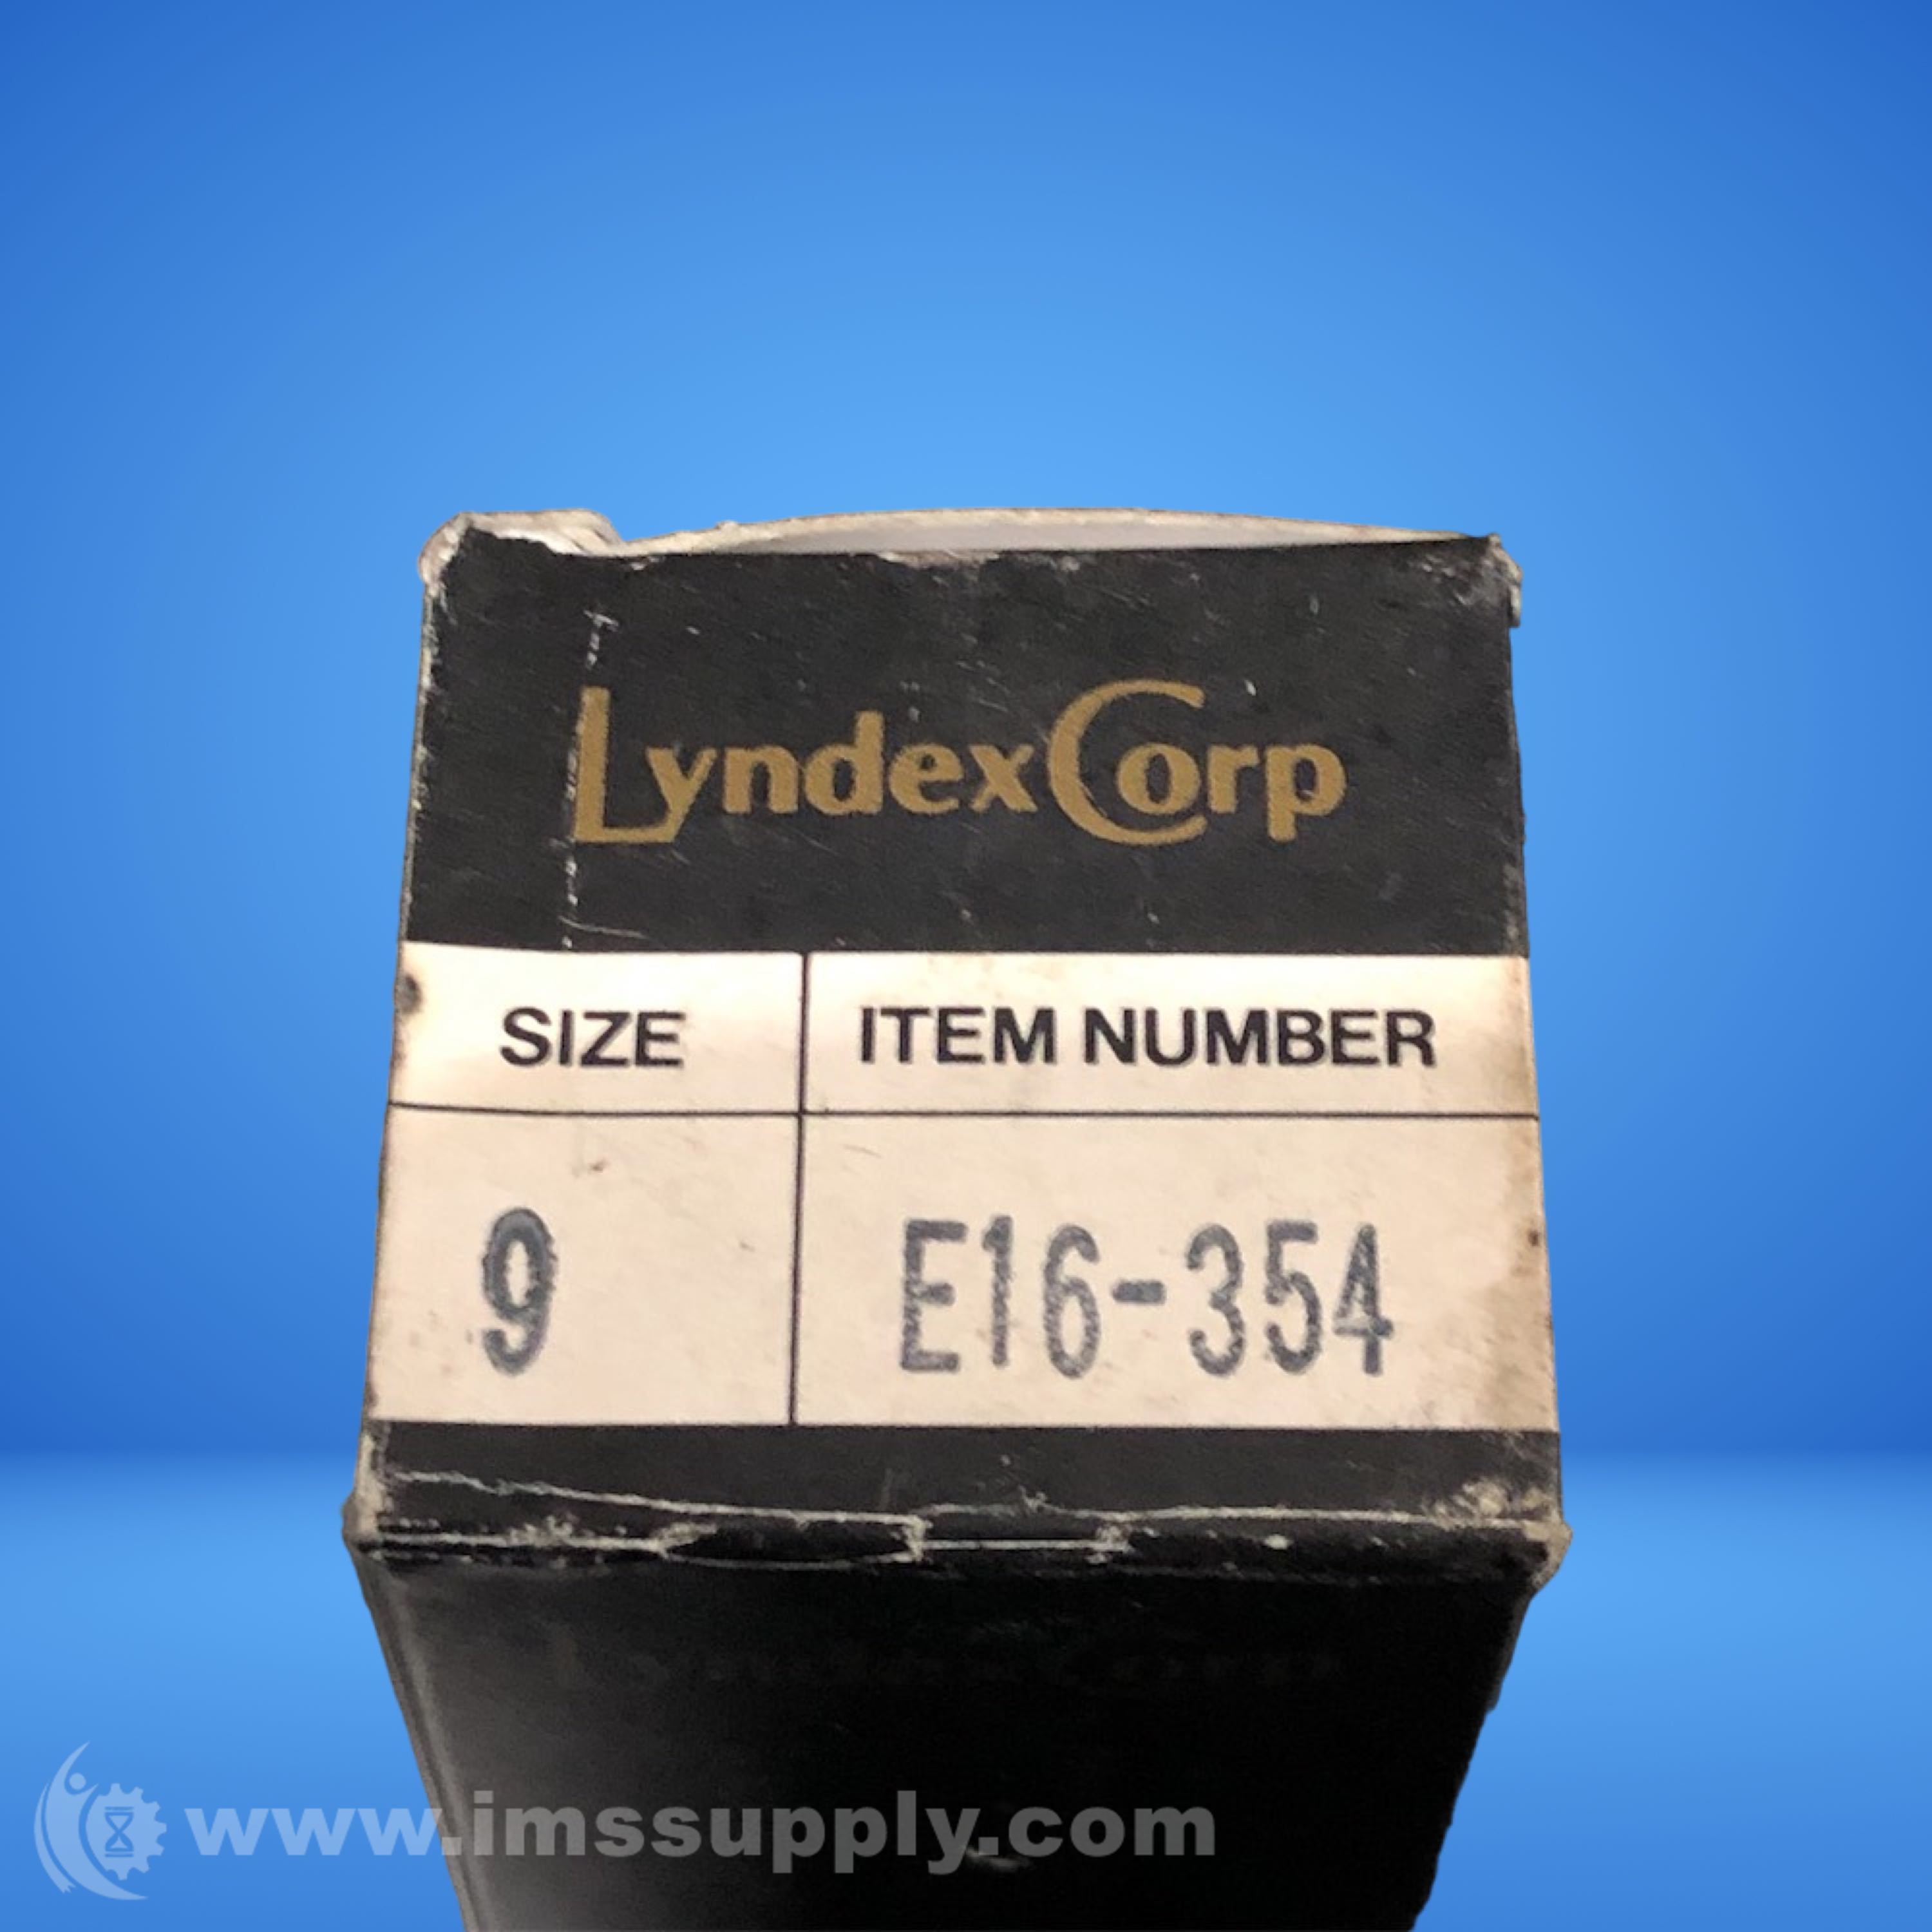 LyndexCorp
SIZE ITEM NUMBER
9 E16-354
www.imssupply.com